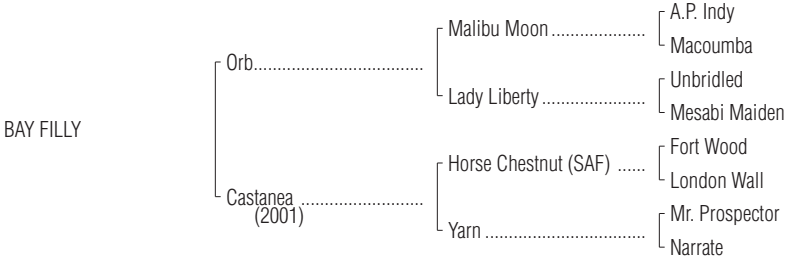 A.P. Indy
Malibu Moon ....................
Macoumba
Orb..................................
Unbridled
Lady Liberty ......................
Mesabi Maiden
BAY FILLY
Fort Wood
Horse Chestnut (SAF) ......
London Wall
Castanea .........................
(2001)
Mr. Prospector
Yarn ..................................
Narrate